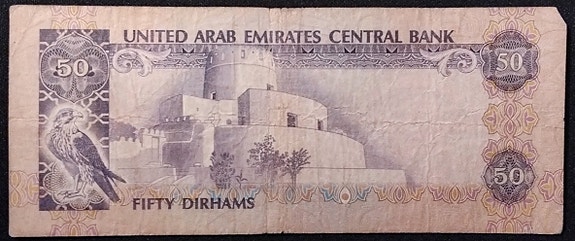 UNITED ARAB EMIRATES CENTRAL BANK
50
50
50
FIFTY DIRHAMS